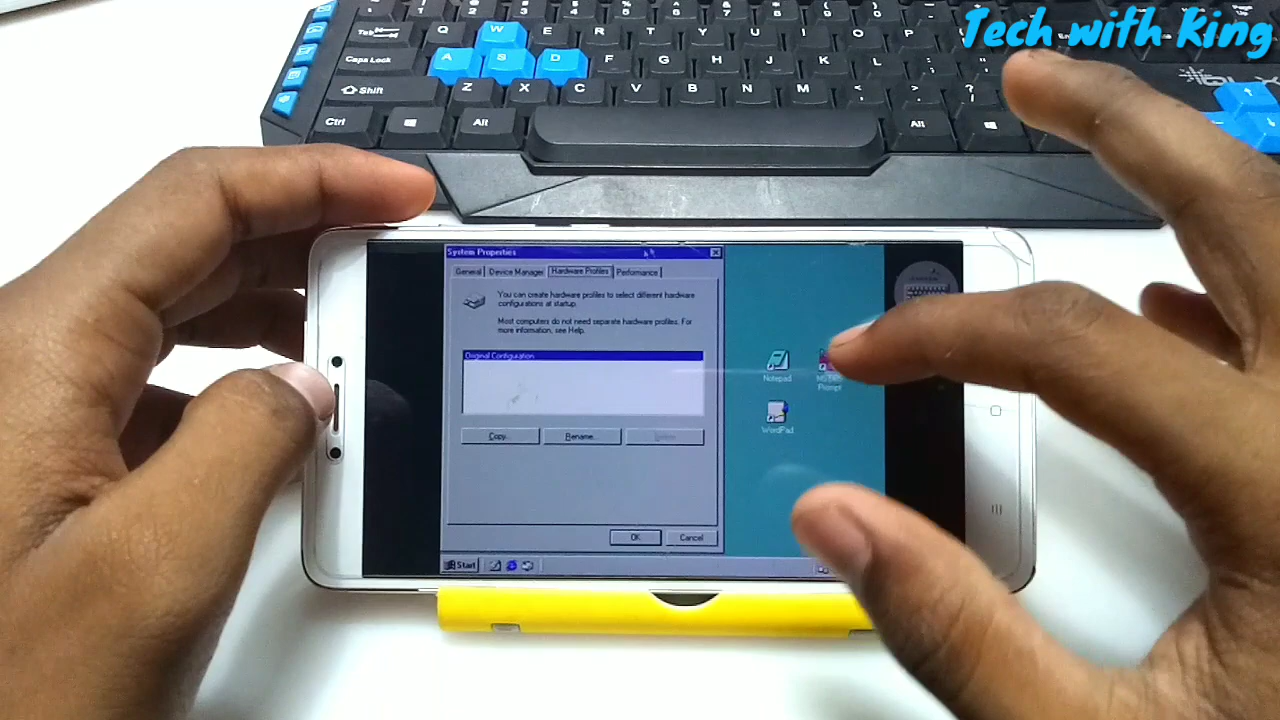 Tech with King
Q W E R T Y U I O P
Tab
Caps Lock A S D F G H J K L
Shift Z X C V B N M
Ctrl Alt Alt
System Properties
General Device Manager Hardware Profiles Performance
You can create hardware profiles to select different hardware
configurations at startup.
Most computers do not need separate hardware profiles. For
more information, see Help.
Original Configuration
Copy... Rename...
OK Cancel
Notepad
Prompt
WordPad
Start